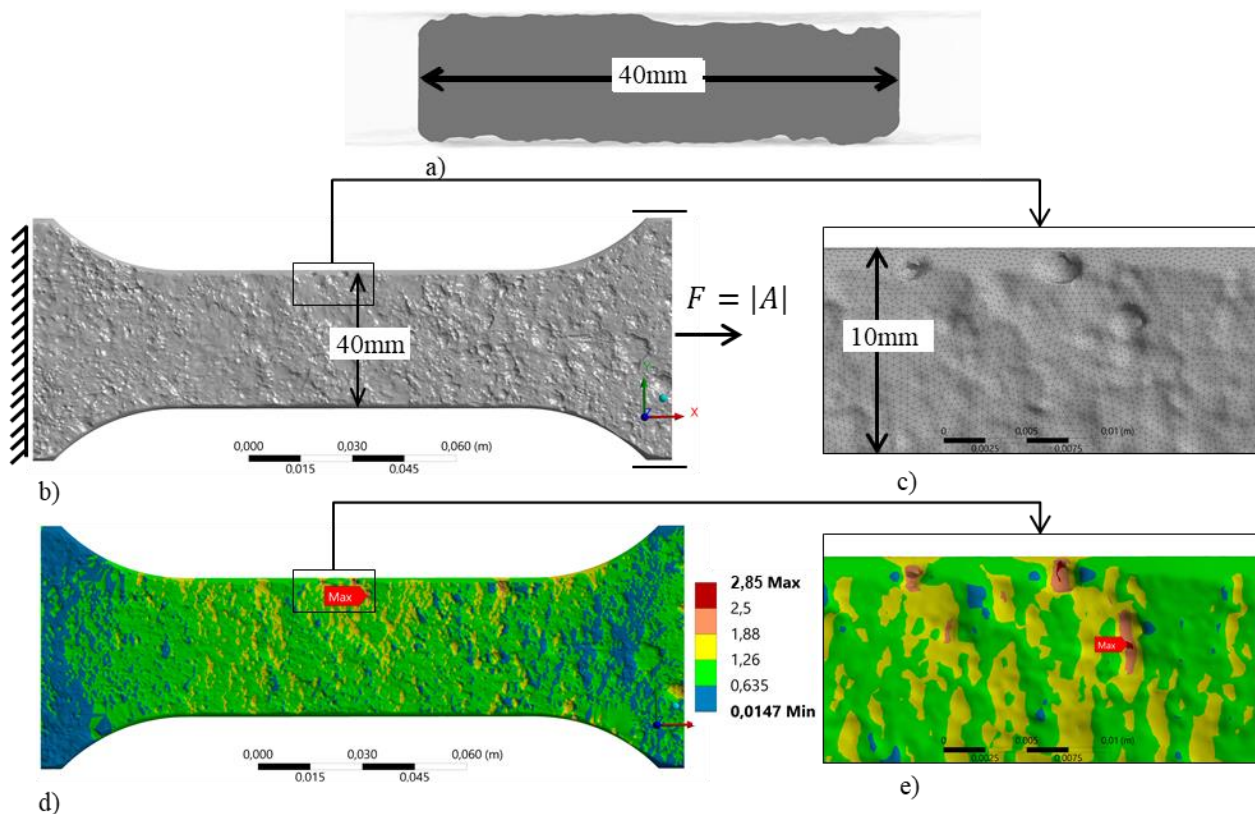 40mm
a)
40mm
F = |A|
Y
Z
X
0,000
0,030
0,060 (m)
0,015
0,045
b)
10mm
0
0,005
0,01 (m)
0,0025
0,0075
c)
Max
2,85 Max
2,5
1,88
1,26
0,635
0,0147 Min
0,000
0,030
0,060 (m)
0,015
0,045
d)
Max
0
0,005
0,01 (m)
0,0025
0,0075
e)